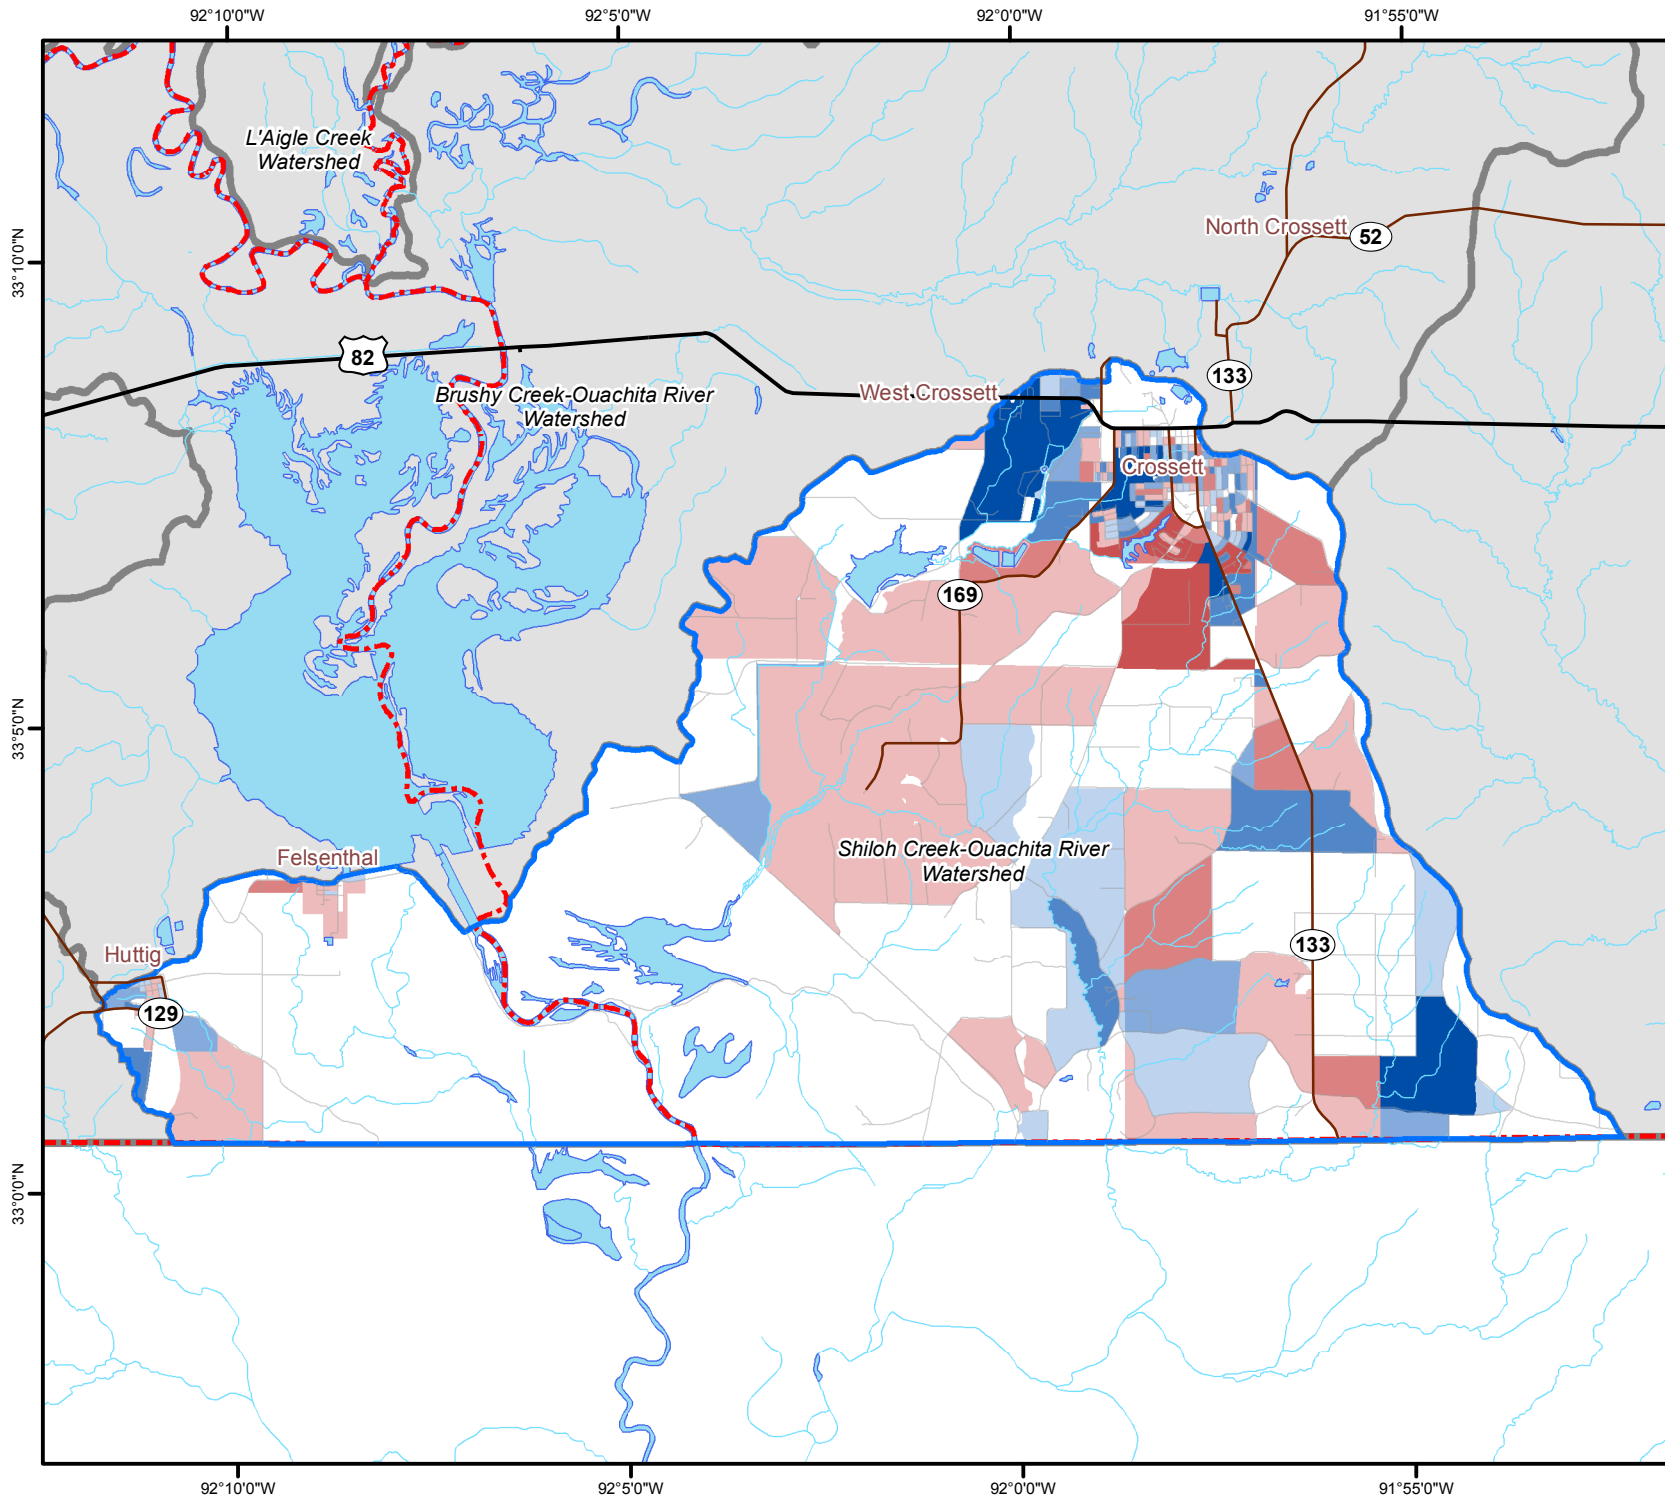 92°10'0"W
92°5'0"W
92°0'0"W
91°55'0"W
L'Aigle Creek
Watershed
North Crossett
52
33°10'0"N
82
133
Brushy Creek-Ouachita River
Watershed
West Crossett
Crossett
169
33°5'0"N
Shiloh Creek-Ouachita River
Watershed
Felsenthal
Huttig
133
129
33°0'0"N
92°10'0"W
92°5'0"W
92°0'0"W
91°55'0"W